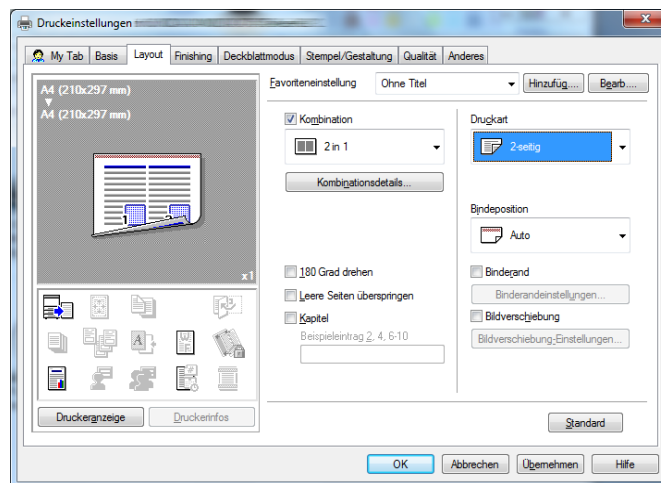 Druckeinstellungen
My Tab Basis Layout Finishing Deckblattmodus Stempel/Gestaltung Qualität Anderes
A4 (210x297 mm)
A4 (210x297 mm)
1 2
x1
Druckeranzeige Druckerinfos
Favoriteneinstellung Ohne Titel Hinzufüg.... Bearb....
Kombination
2 in 1
Kombinationsdetails...
180 Grad drehen
Leere Seiten überspringen
Kapitel
Beispieleintrag 2, 4, 6-10
Druckart
2-seitig
Bindeposition
Auto
Binderand
Binderandeinstellungen...
Bildverschiebung
Bildverschiebung-Einstellungen...
Standard
OK Abbrechen Übernehmen Hilfe